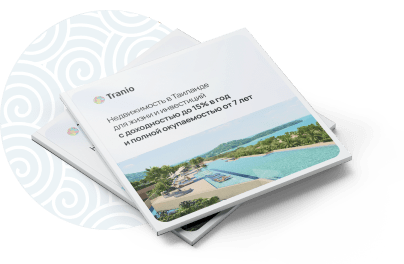 Tranio
Недвижимость в Таиланде
для жизни и инвестиций
с доходностью до 15% в год
и полной окупаемостью от 7 лет